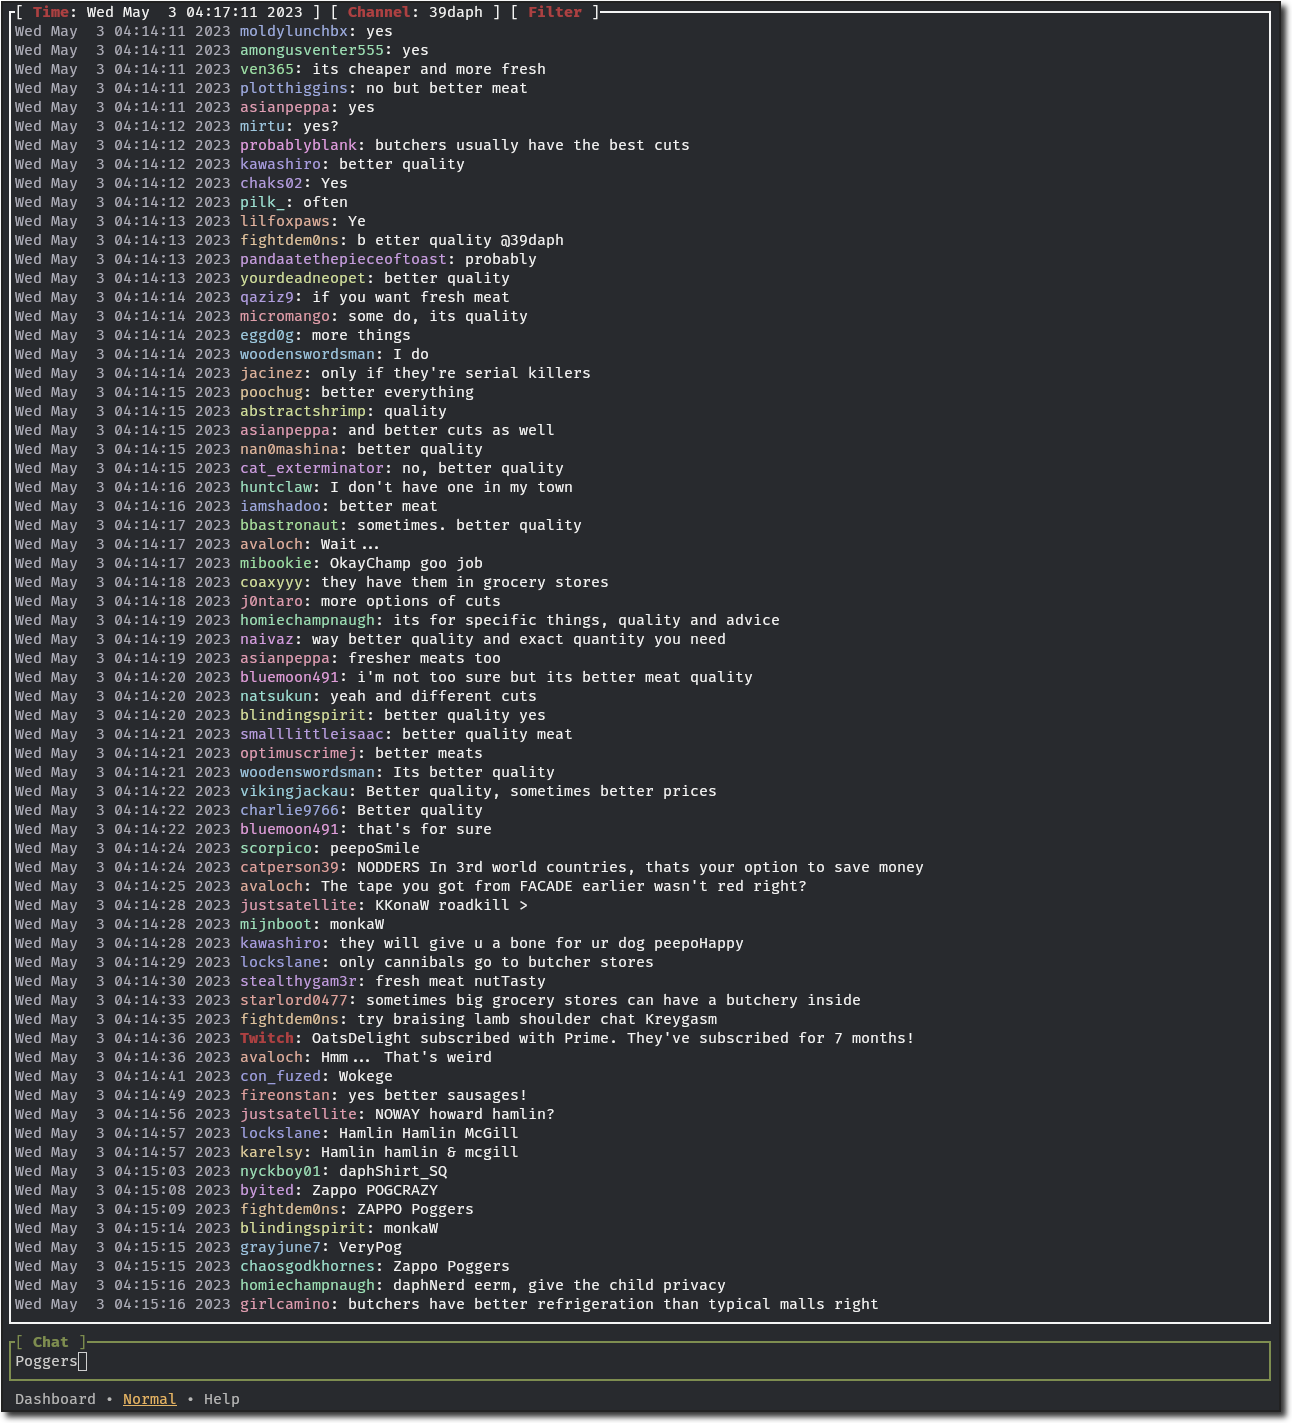 [ Time: Wed May  3 04:17:11 2023 ] [ Channel: 39daph ] [ Filter ]
Wed May  3 04:14:11 2023 moldylunchbx: yes
Wed May  3 04:14:11 2023 amongusventer555: yes
Wed May  3 04:14:11 2023 ven365: its cheaper and more fresh
Wed May  3 04:14:11 2023 plotthiggins: no but better meat
Wed May  3 04:14:11 2023 asianpeppa: yes
Wed May  3 04:14:12 2023 mirtu: yes?
Wed May  3 04:14:12 2023 probablyblank: butchers usually have the best cuts
Wed May  3 04:14:12 2023 kawashiro: better quality
Wed May  3 04:14:12 2023 chaks02: Yes
Wed May  3 04:14:12 2023 pilk_: often
Wed May  3 04:14:13 2023 lilfoxpaws: Ye
Wed May  3 04:14:13 2023 fightdem0ns: b etter quality @39daph
Wed May  3 04:14:13 2023 pandaatethepieceoftoast: probably
Wed May  3 04:14:13 2023 yourdeadneopet: better quality
Wed May  3 04:14:14 2023 qaziz9: if you want fresh meat
Wed May  3 04:14:14 2023 micromango: some do, its quality
Wed May  3 04:14:14 2023 eggd0g: more things
Wed May  3 04:14:14 2023 woodenswordsman: I do
Wed May  3 04:14:14 2023 jacinez: only if they're serial killers
Wed May  3 04:14:15 2023 poochug: better everything
Wed May  3 04:14:15 2023 abstractshrimp: quality
Wed May  3 04:14:15 2023 asianpeppa: and better cuts as well
Wed May  3 04:14:15 2023 nan0mashina: better quality
Wed May  3 04:14:15 2023 cat_exterminator: no, better quality
Wed May  3 04:14:16 2023 huntclaw: I don't have one in my town
Wed May  3 04:14:16 2023 iamshadoo: better meat
Wed May  3 04:14:17 2023 bbastronaut: sometimes. better quality
Wed May  3 04:14:17 2023 avaloch: Wait...
Wed May  3 04:14:17 2023 mibookie: OkayChamp goo job
Wed May  3 04:14:18 2023 coaxyyy: they have them in grocery stores
Wed May  3 04:14:18 2023 j0ntaro: more options of cuts
Wed May  3 04:14:19 2023 homiechampnaugh: its for specific things, quality and advice
Wed May  3 04:14:19 2023 naivaz: way better quality and exact quantity you need
Wed May  3 04:14:19 2023 asianpeppa: fresher meats too
Wed May  3 04:14:20 2023 bluemoon491: i'm not too sure but its better meat quality
Wed May  3 04:14:20 2023 natsukun: yeah and different cuts
Wed May  3 04:14:20 2023 blindingspirit: better quality yes
Wed May  3 04:14:21 2023 smalllittleisaac: better quality meat
Wed May  3 04:14:21 2023 optimuscrimej: better meats
Wed May  3 04:14:21 2023 woodenswordsman: Its better quality
Wed May  3 04:14:22 2023 vikingjackau: Better quality, sometimes better prices
Wed May  3 04:14:22 2023 charlie9766: Better quality
Wed May  3 04:14:22 2023 bluemoon491: that's for sure
Wed May  3 04:14:24 2023 scorpico: peepoSmile
Wed May  3 04:14:24 2023 catperson39: NODDERS In 3rd world countries, thats your option to save money
Wed May  3 04:14:25 2023 avaloch: The tape you got from FACADE earlier wasn't red right?
Wed May  3 04:14:28 2023 justsatellite: KKonaW roadkill >
Wed May  3 04:14:28 2023 mijnboot: monkaW
Wed May  3 04:14:28 2023 kawashiro: they will give u a bone for ur dog peepoHappy
Wed May  3 04:14:29 2023 lockslane: only cannibals go to butcher stores
Wed May  3 04:14:30 2023 stealthygam3r: fresh meat nutTasty
Wed May  3 04:14:33 2023 starlord0477: sometimes big grocery stores can have a butchery inside
Wed May  3 04:14:35 2023 fightdem0ns: try braising lamb shoulder chat Kreygasm
Wed May  3 04:14:36 2023 Twitch: OatsDelight subscribed with Prime. They've subscribed for 7 months!
Wed May  3 04:14:36 2023 avaloch: Hmm... That's weird
Wed May  3 04:14:41 2023 con_fuzed: Wokege
Wed May  3 04:14:49 2023 fireonstan: yes better sausages!
Wed May  3 04:14:56 2023 justsatellite: NOWAY howard hamlin?
Wed May  3 04:14:57 2023 lockslane: Hamlin Hamlin McGill
Wed May  3 04:14:57 2023 karelsy: Hamlin hamlin & mcgill
Wed May  3 04:15:03 2023 nyckboy01: daphShirt_SQ
Wed May  3 04:15:08 2023 byited: Zappo POGCRAZY
Wed May  3 04:15:09 2023 fightdem0ns: ZAPPO Poggers
Wed May  3 04:15:14 2023 blindingspirit: monkaW
Wed May  3 04:15:15 2023 grayjune7: VeryPog
Wed May  3 04:15:15 2023 chaosgodkhornes: Zappo Poggers
Wed May  3 04:15:16 2023 homiechampnaugh: daphNerd eerm, give the child privacy
Wed May  3 04:15:16 2023 girlcamino: butchers have better refrigeration than typical malls right
[ Chat ]
Poggers
Dashboard • Normal • Help